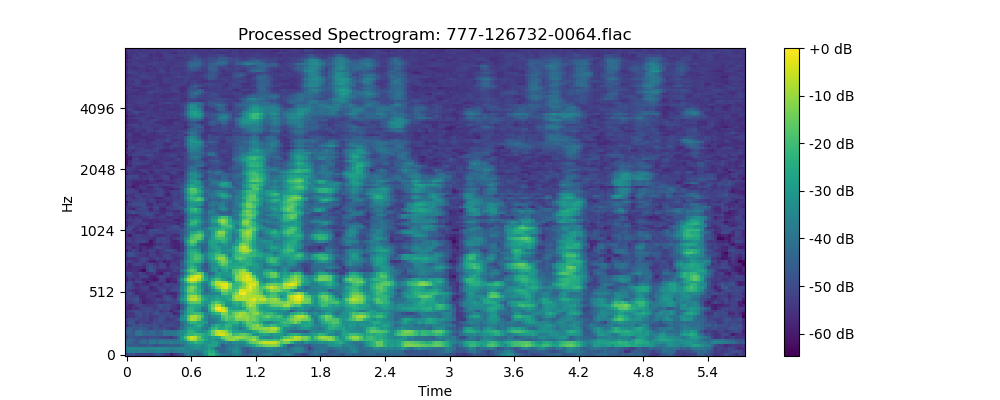 Processed Spectrogram: 777-126732-0064.flac
+0 dB
4096
-10 dB
-20 dB
2048
-30 dB
Hz
1024
-40 dB
512
-50 dB
-60 dB
0
0 0.6 1.2 1.8 2.4 3 3.6 4.2 4.8 5.4
Time